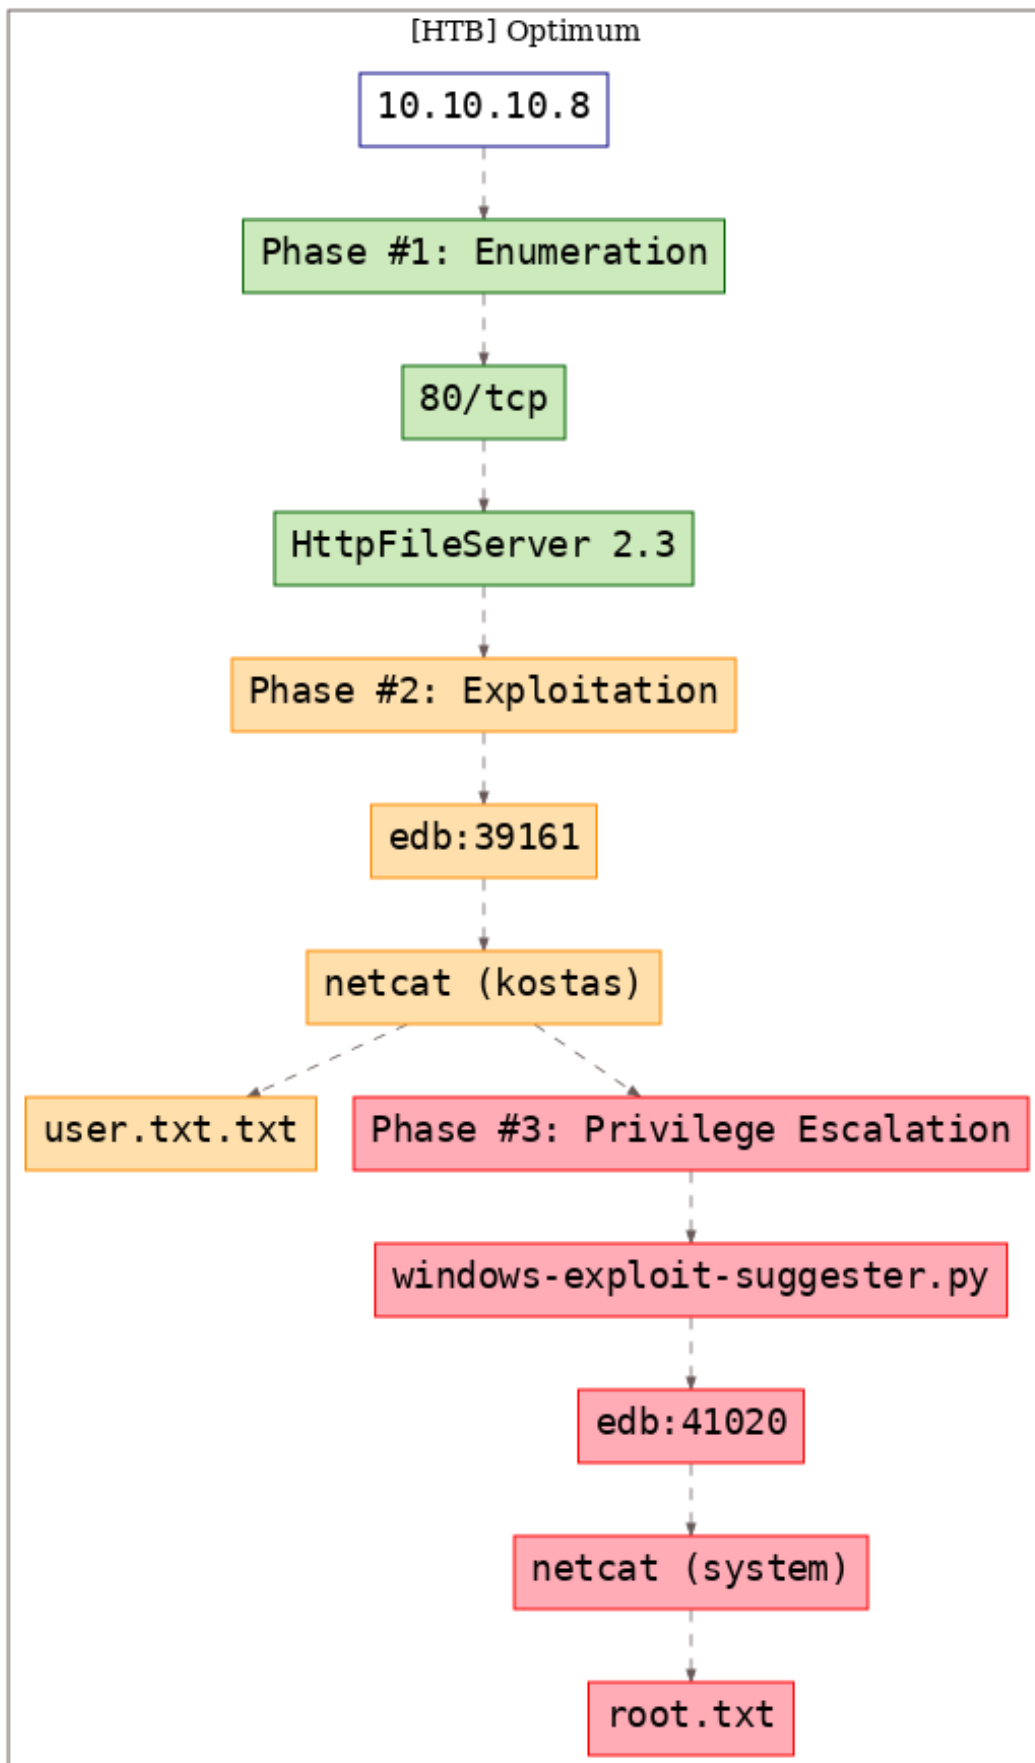 [HTB] Optimum
10.10.10.8
Phase #1: Enumeration
80/tcp
HttpFileServer 2.3
Phase #2: Exploitation
edb:39161
netcat (kostas)
user.txt.txt
Phase #3: Privilege Escalation
windows-exploit-suggester.py
edb:41020
netcat (system)
root.txt